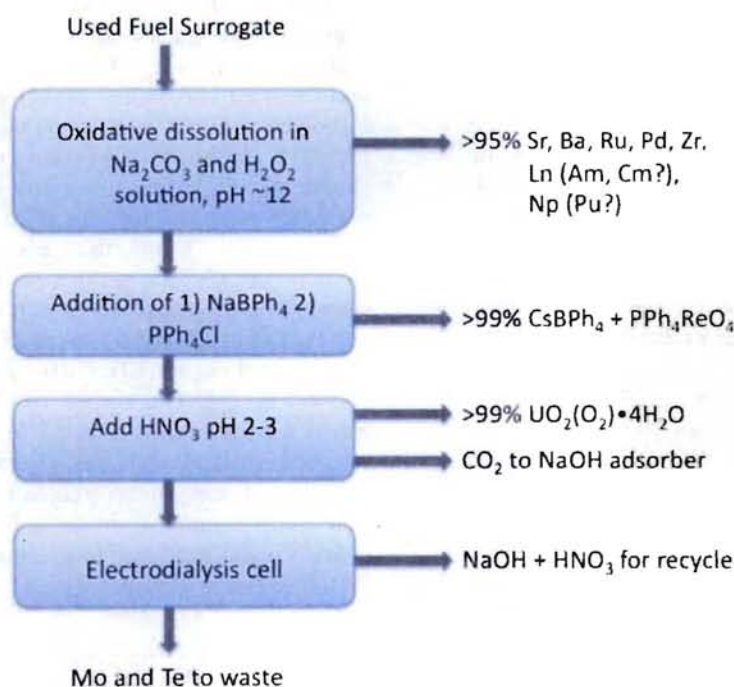 Used Fuel Surrogate
Oxidative dissolution in
Na₂CO₃ and H₂O₂
solution, pH ~12
>95% Sr, Ba, Ru, Pd, Zr,
Ln (Am, Cm?),
Np (Pu?)
Addition of 1) NaBPh₄ 2)
PPh₄Cl
>99% CsBPh₄ + PPh₄ReO₄
Add HNO₃ pH 2-3
>99% UO₂(O₂)•4H₂O
CO₂ to NaOH adsorber
Electrodialysis cell
NaOH + HNO₃ for recycle
Mo and Te to waste